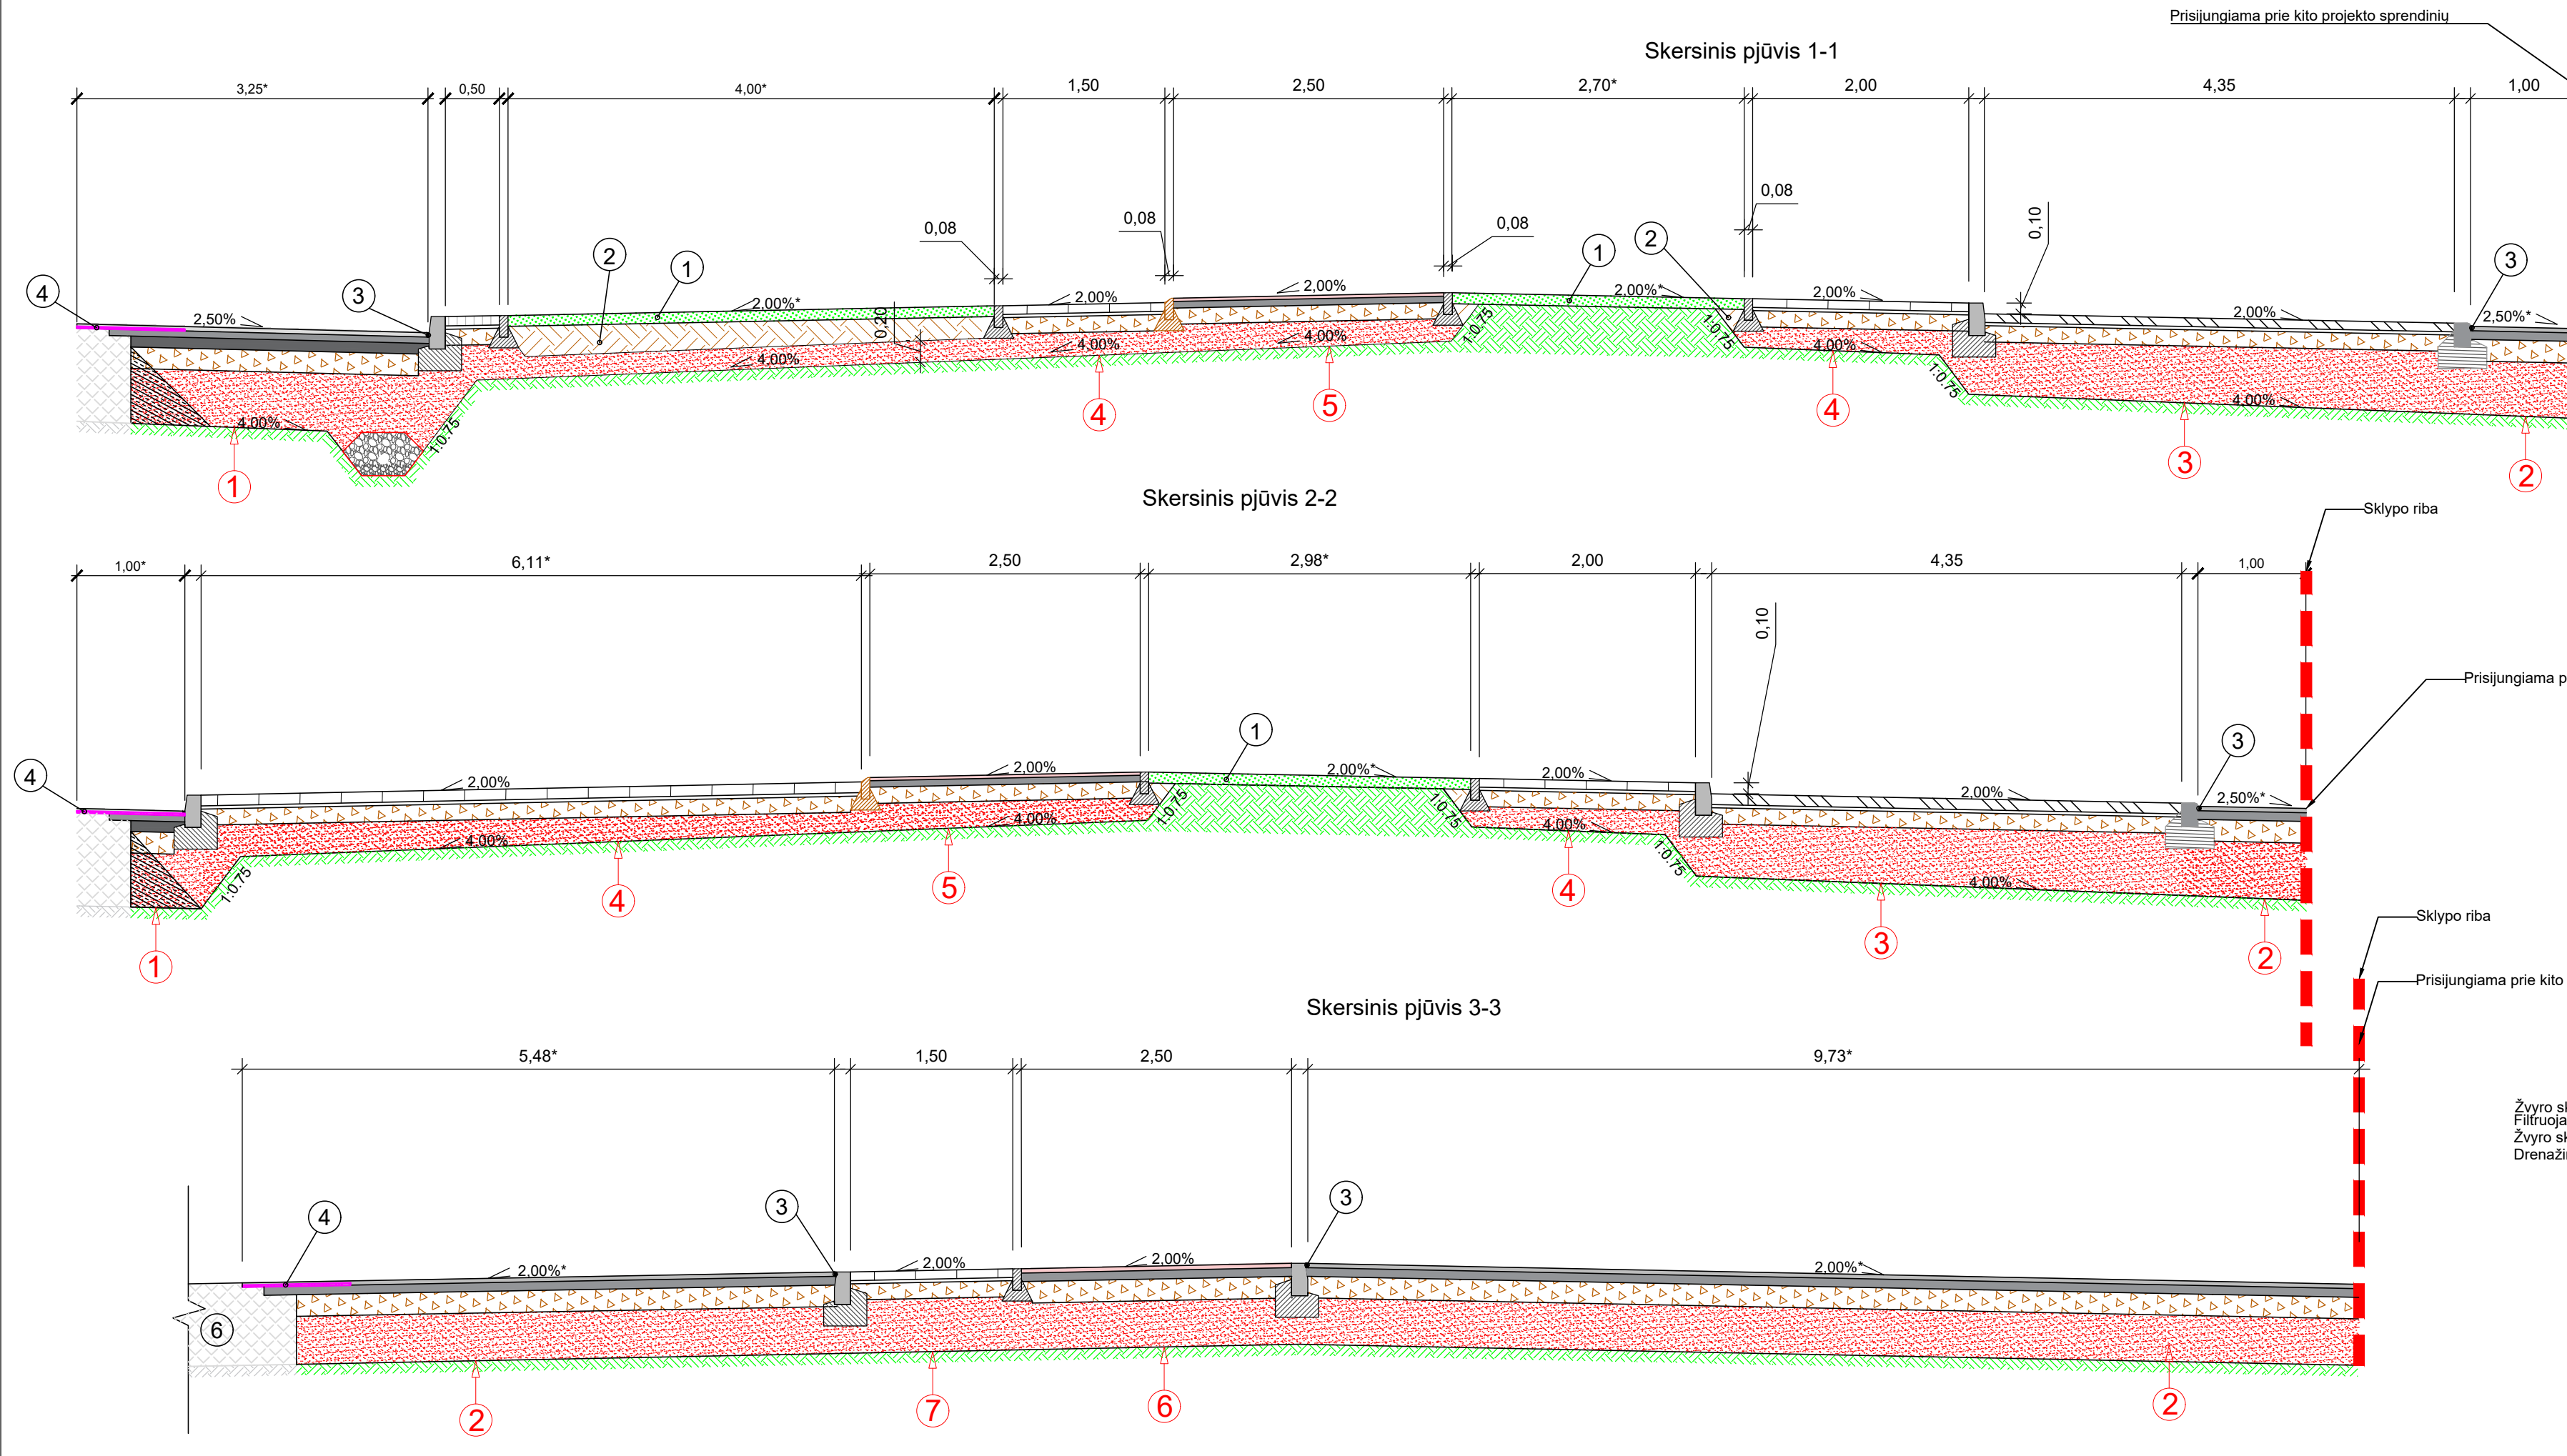 Prisijungiama prie kito projekto sprendinių
Skersinis pjūvis 1-1
3,25* 0,50 4,00* 1,50 2,50 2,70* 2,00 4,35 1,00
0,08 0,08 0,08 0,08 0,10
4 3 2 1 1 2 3
2,50% 2,00%* 0,20 2,00% 2,00% 2,00%* 2,00% 2,00% 2,50%*
4,00% 1:0.75 4,00% 4,00% 4,00% 1:0.75 1:0.75 4,00% 1:0.75 4,00%
1 4 5 4 3 2
Skersinis pjūvis 2-2
Sklypo riba
1,00* 6,11* 2,50 2,98* 2,00 4,35 1,00
0,10
Prisijungiama p
4 1 3
2,00% 2,00% 2,00%* 2,00% 2,00% 2,50%*
1:0.75 4,00% 4,00% 1:0.75 1:0.75 4,00% 1:0.75 4,00%
1 4 5 4 3 2
Sklypo riba
Prisijungiama prie kito
Skersinis pjūvis 3-3
5,48* 1,50 2,50 9,73*
Žvyro sk
Filtruoja
Žvyro sk
Drenaži
4 3 3
2,00%* 2,00% 2,00% 2,00%*
6
2 7 6 2